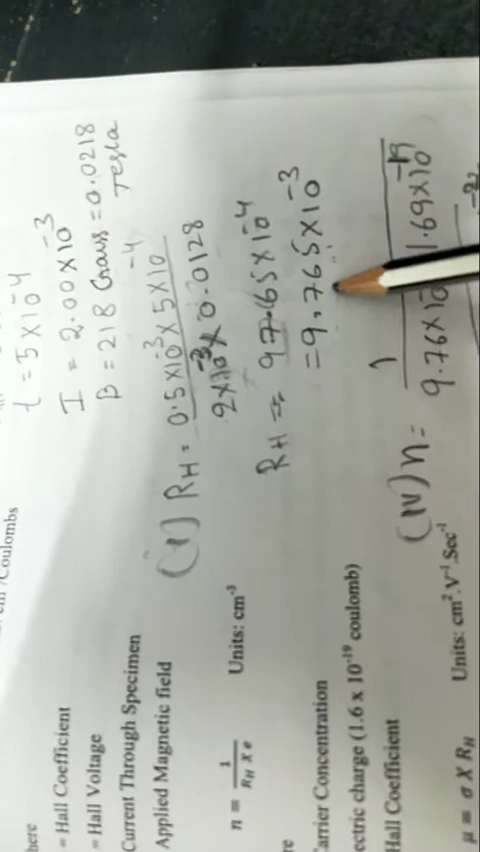 t = 5×10⁻⁴
I = 2.00×10⁻³
B = 218 Gauss = 0.0218
Tesla
R_H = 0.5×10⁻³×5×10⁻⁴
2×10⁻³×0.0128
R_H = 97.65×10⁻⁴
= 9.765×10⁻³
(IV) n = 1
9.76×10 1.69×10⁻¹⁹
/Coulombs
here
= Hall Coefficient
= Hall Voltage
Current Through Specimen
Applied Magnetic field
n = 1 / R_H X e Units: cm⁻³
re
Carrier Concentration
ectric charge (1.6 x 10⁻¹⁹ coulomb)
Hall Coefficient
μ = σ X R_H Units: cm².V⁻¹.Sec⁻¹